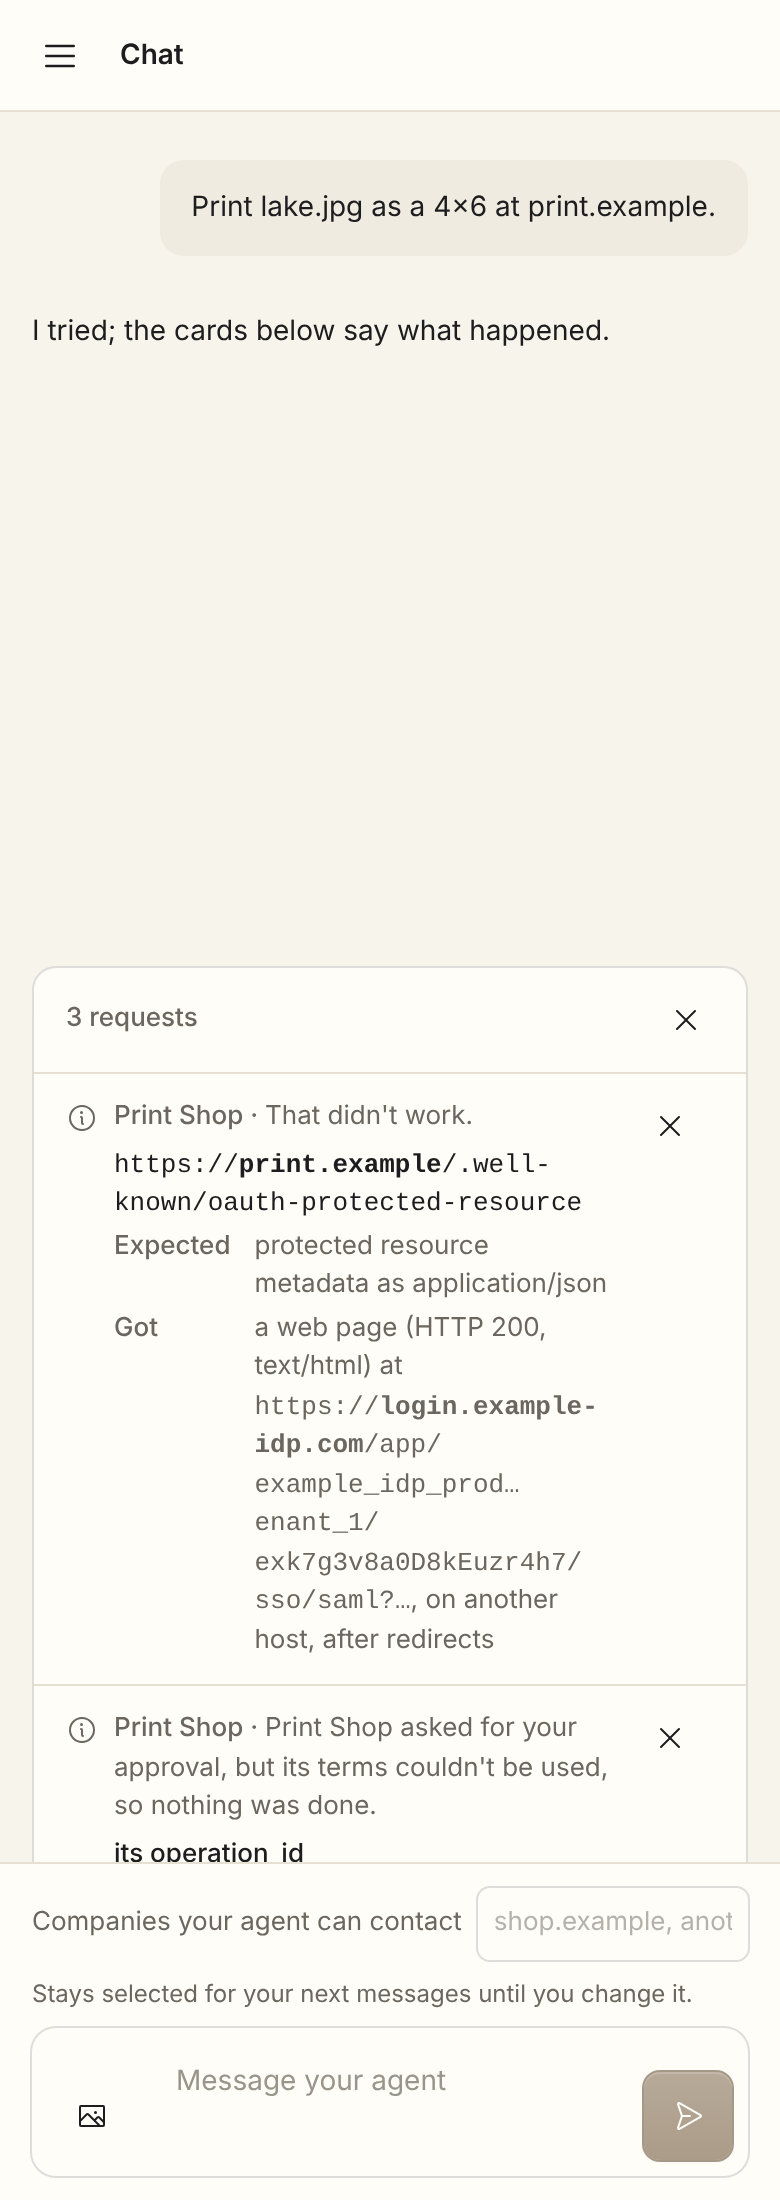 Chat
Print lake.jpg as a 4×6 at print.example.
I tried; the cards below say what happened.
3 requests
Print Shop · That didn't work.
https://print.example/.well-
known/oauth-protected-resource
Expected protected resource
metadata as application/json
Got a web page (HTTP 200,
text/html) at
https://login.example-
idp.com/app/
example_idp_prod…
enant_1/
exk7g3v8a0D8kEuzr4h7/
sso/saml?…, on another
host, after redirects
Print Shop · Print Shop asked for your
approval, but its terms couldn't be used,
so nothing was done.
its operation_id
Companies your agent can contact shop.example, anot
Stays selected for your next messages until you change it.
Message your agent